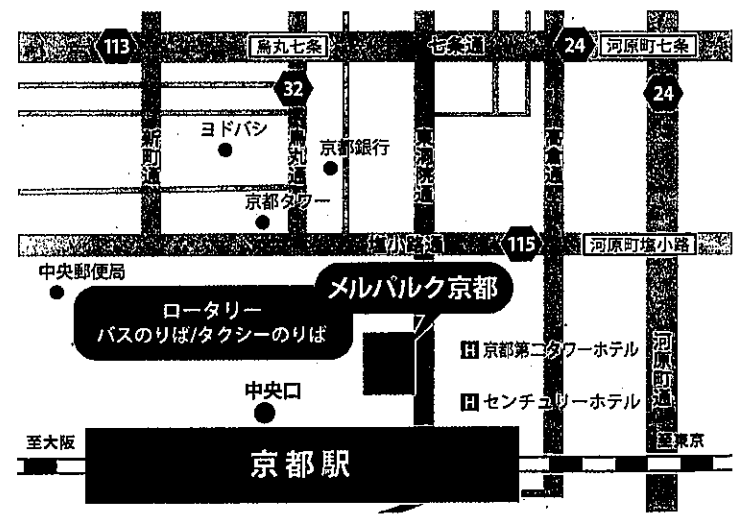 113
烏丸七条
七条通
24
河原町七条
32
24
ヨドバシ
京都銀行
新町通
烏丸通
東洞院通
高倉通
京都タワー
塩小路通
115
河原町塩小路
中央郵便局
メルパルク京都
ロータリー
バスのりば/タクシーのりば
H 京都第二タワーホテル
河原町通
H センチュリーホテル
中央口
至大阪
至東京
京都駅